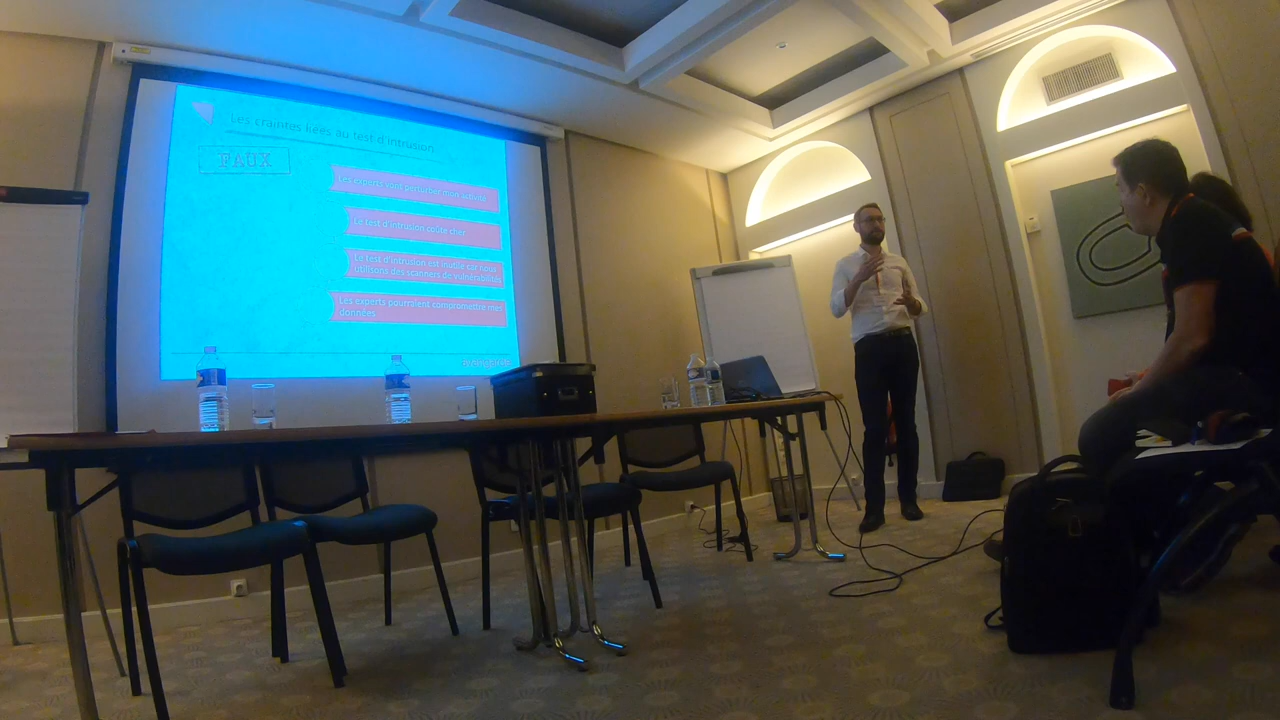 Les craintes liées au test d'intrusion
FAUX
Les experts vont perturber mon activité
Le test d'intrusion coûte cher
Le test d'intrusion est inutile car nous
utilisons des scanners de vulnérabilités
Les experts pourraient compromettre mes
données